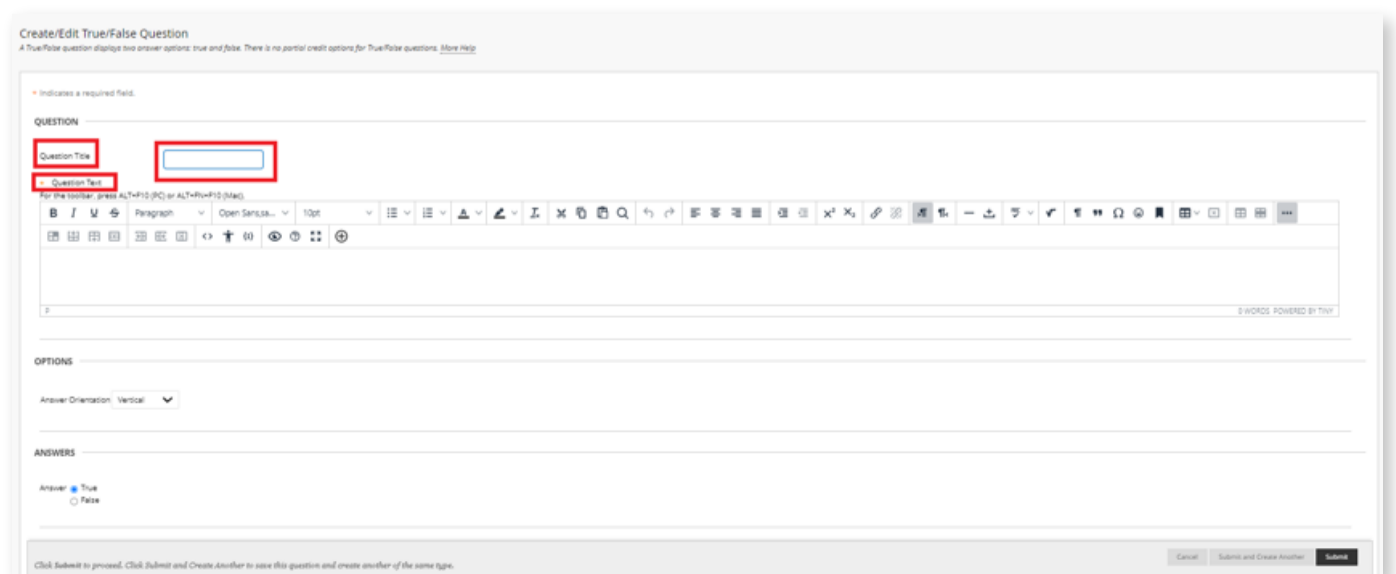 Create/Edit True/False Question
A True/False question displays two answer options: true and false. There is no partial credit options for True/False questions. More Help
* Indicates a required field.
QUESTION
Question Title
* Question Text
For the toolbar, press ALT+F10 (PC) or ALT+FN+F10 (Mac).
B I U S Paragraph Open Sans,sa... 10pt
P 0 WORDS POWERED BY TINY
OPTIONS
Answer Orientation Vertical
ANSWERS
Answer True
False
Click Submit to proceed. Click Submit and Create Another to save this question and create another of the same type.
Cancel Submit and Create Another Submit